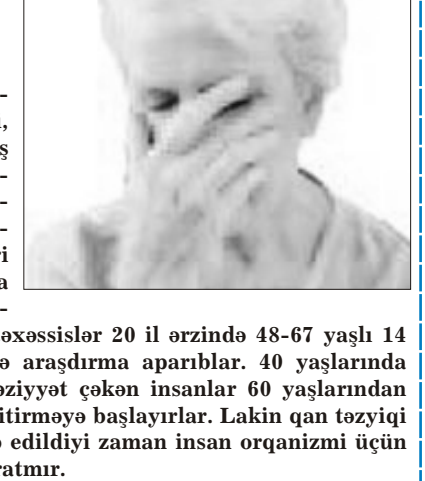 -
,
ş
-
-
-
ri
a
-
əxəssislər 20 il ərzində 48-67 yaşlı 14
ə araşdırma aparıblar. 40 yaşlarında
əziyyət çəkən insanlar 60 yaşlarından
itirməyə başlayırlar. Lakin qan təzyiqi
edildiyi zaman insan orqanizmi üçün
ratmır.